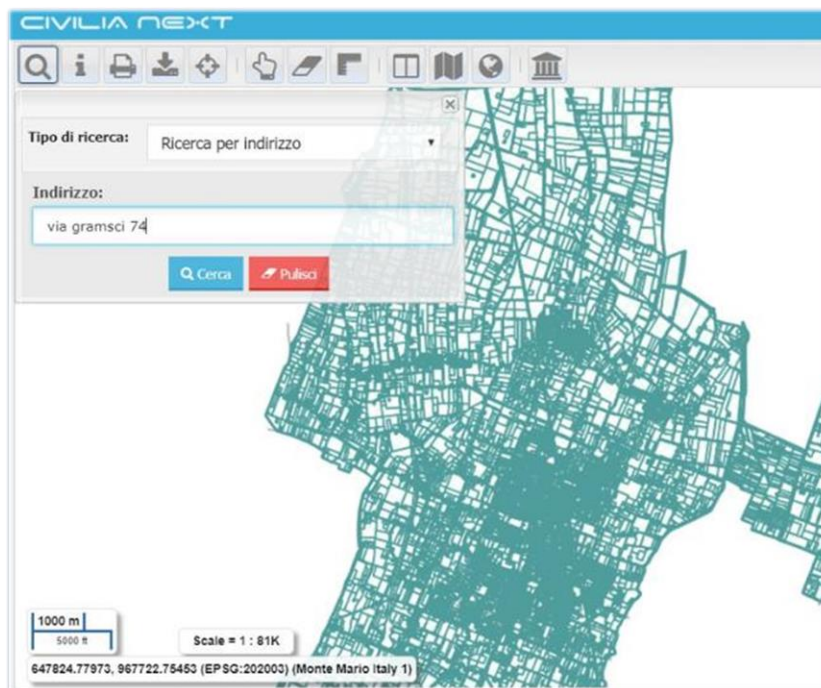 CIVILIA NEXT
Tipo di ricerca:
Ricerca per indirizzo
Indirizzo:
via gramsci 74
Cerca
Pulisci
1000 m
5000 ft
Scale = 1 : 81K
647824.77973, 967722.75453 (EPSG:202003) (Monte Mario Italy 1)